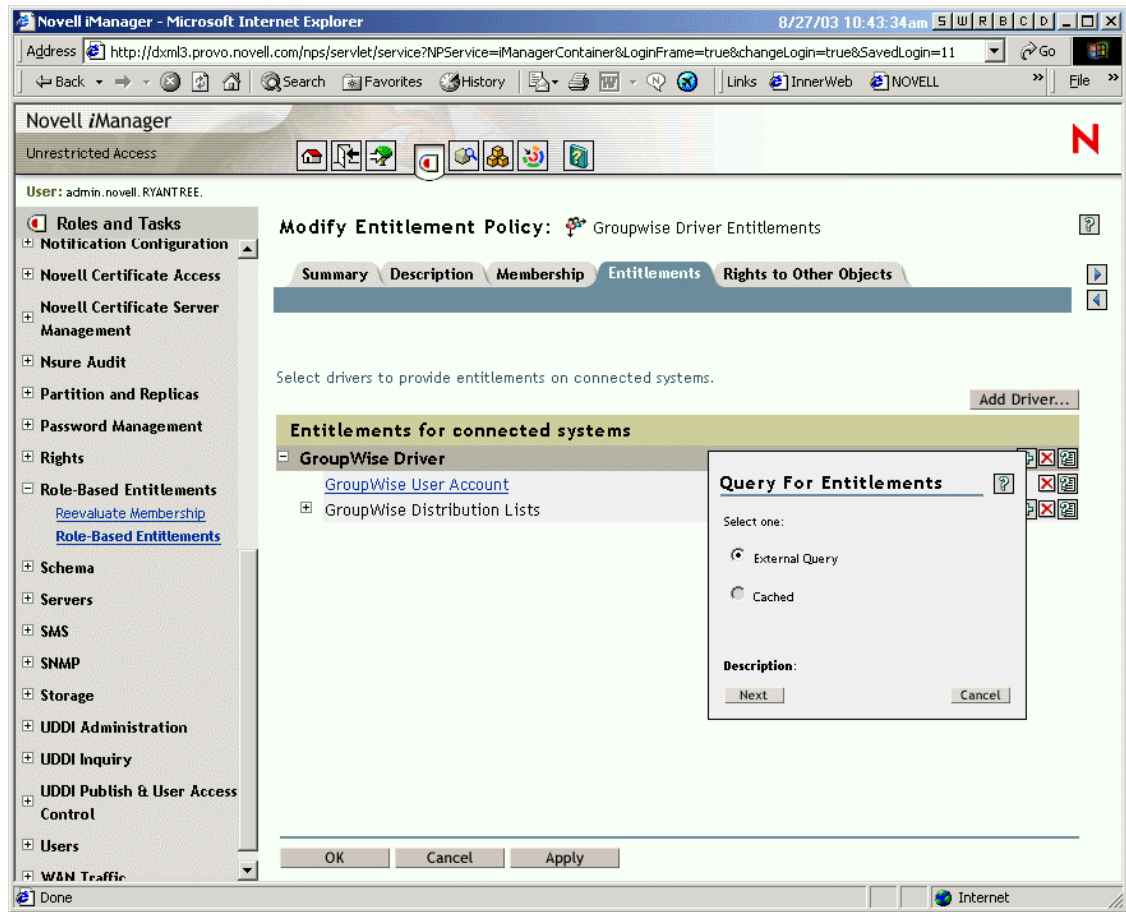 Novell iManager - Microsoft Internet Explorer 8/27/03 10:43:34am S W R B C D
Address http://dxml3.provo.novell.com/nps/servlet/service?NPService=iManagerContainer&LoginFrame=true&changeLogin=true&SavedLogin=11 Go
Back Search Favorites History Links InnerWeb NOVELL » File »
Novell iManager
Unrestricted Access
N
User: admin.novell.RYANTREE.
Roles and Tasks
Notification Configuration
Novell Certificate Access
Novell Certificate Server
Management
Nsure Audit
Partition and Replicas
Password Management
Rights
Role-Based Entitlements
Reevaluate Membership
Role-Based Entitlements
Schema
Servers
SMS
SNMP
Storage
UDDI Administration
UDDI Inquiry
UDDI Publish & User Access
Control
Users
WAN Traffic
Modify Entitlement Policy: Groupwise Driver Entitlements
Summary Description Membership Entitlements Rights to Other Objects
Select drivers to provide entitlements on connected systems.
Add Driver...
Entitlements for connected systems
GroupWise Driver
GroupWise User Account
GroupWise Distribution Lists
Query For Entitlements
Select one:
External Query
Cached
Description:
Next Cancel
OK Cancel Apply
Done Internet